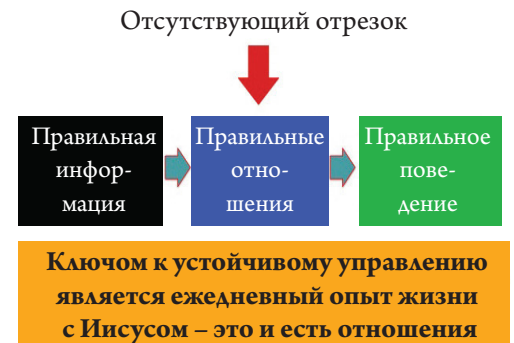 Отсутствующий отрезок
Правильная
инфор-
мация
Правильные
отно-
шения
Правильное
пове-
дение
Ключом к устойчивому управлению
является ежедневный опыт жизни
с Иисусом – это и есть отношения